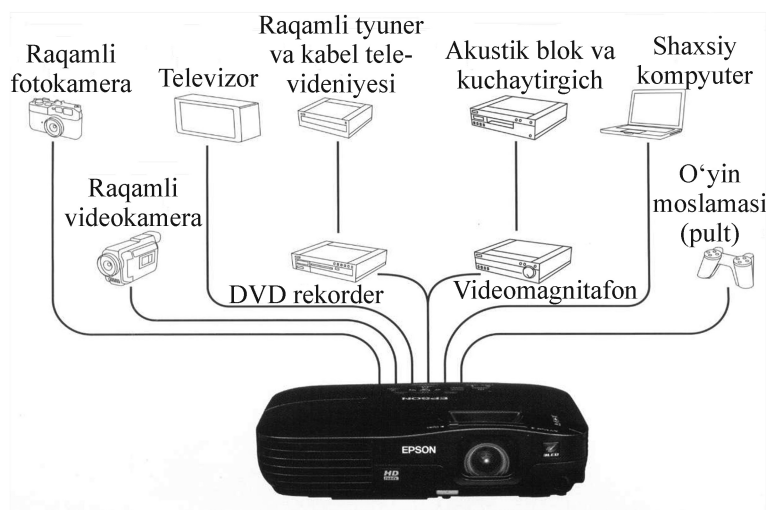 Raqamli
fotokamera
Televizor
Raqamli tyuner
va kabel tele-
videniyesi
Akustik blok va
kuchaytirgich
Shaxsiy
kompyuter
Raqamli
videokamera
O‘yin
moslamasi
(pult)
DVD rekorder
Videomagnitafon
EPSON
EPSON
HD
3LCD